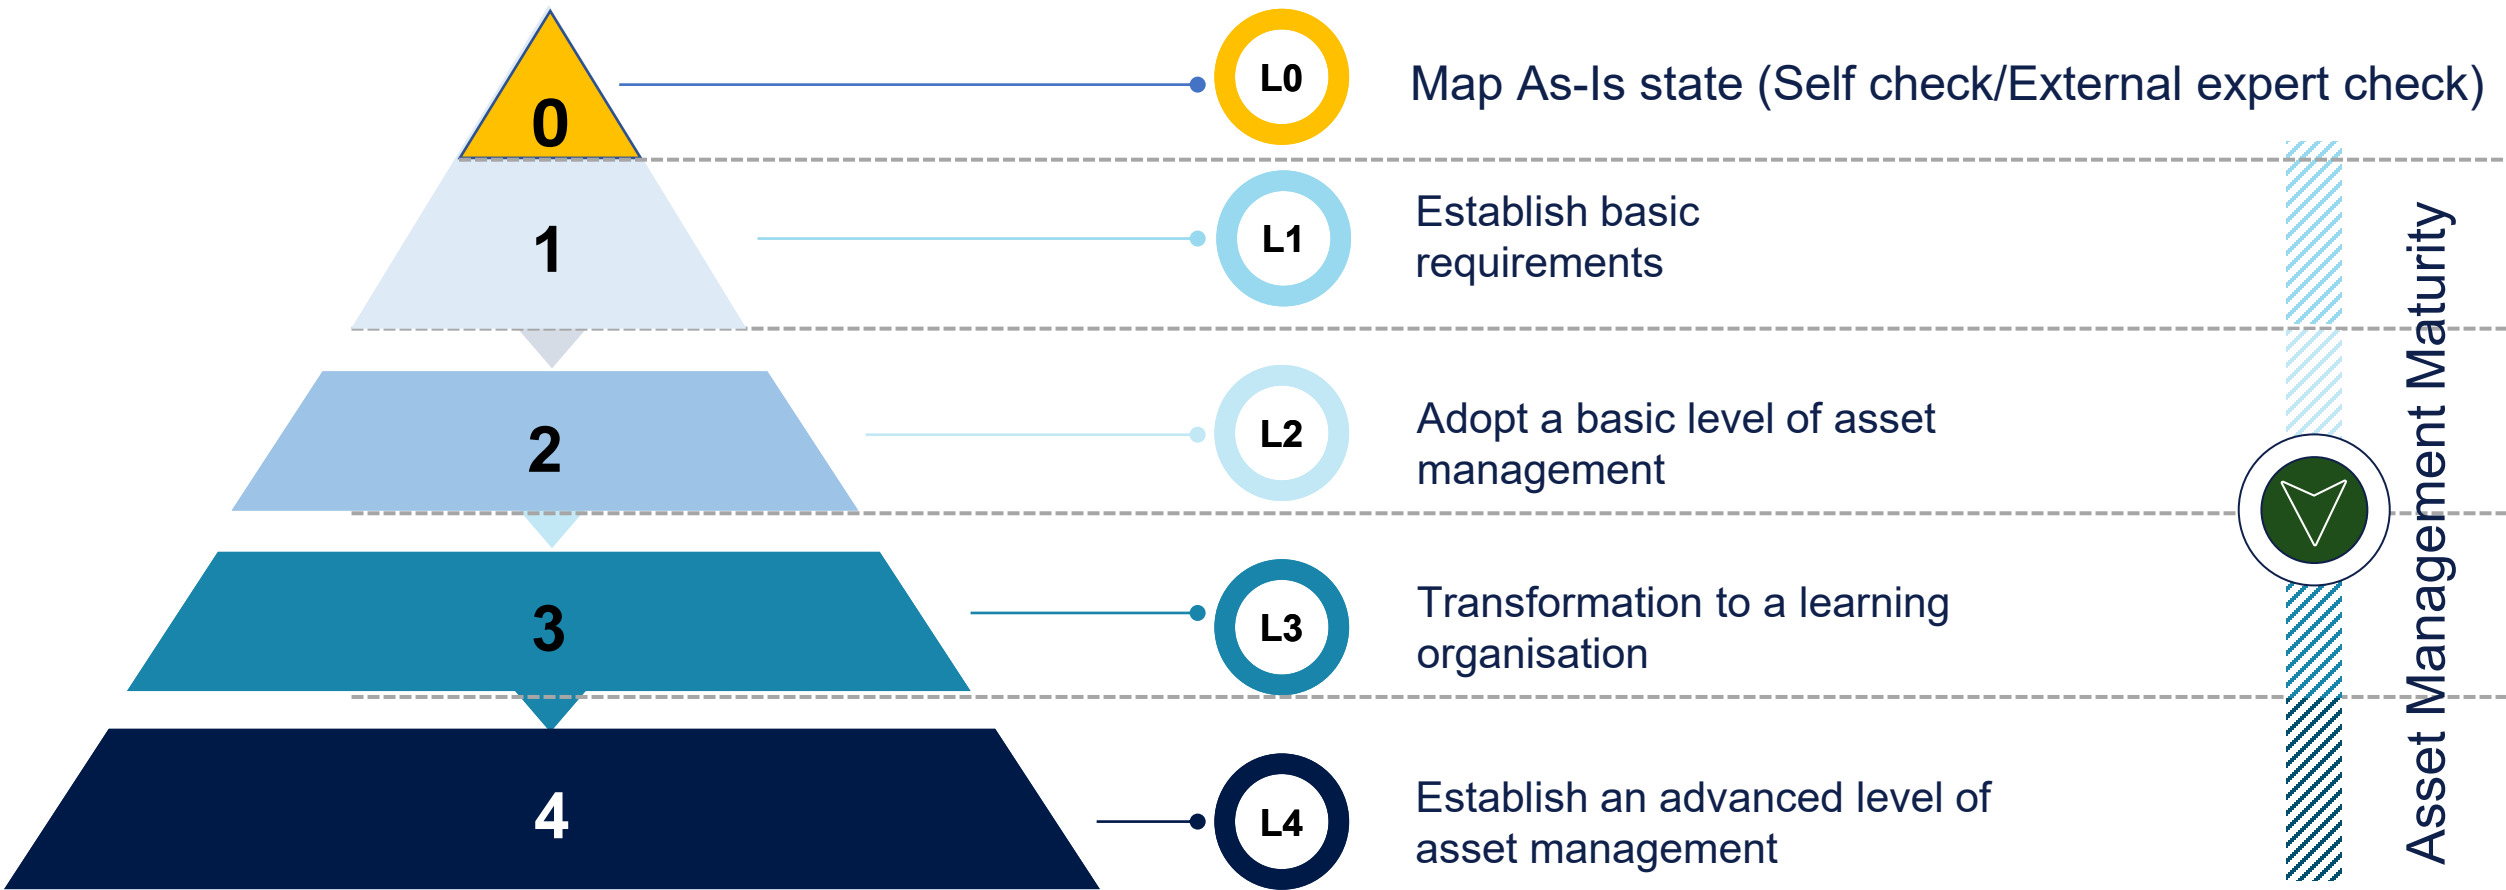 0
L0
Map As-Is state (Self check/External expert check)
1
L1
Establish basic
requirements
2
L2
Adopt a basic level of asset
management
3
L3
Transformation to a learning
organisation
4
L4
Establish an advanced level of
asset management
Asset Management Maturity